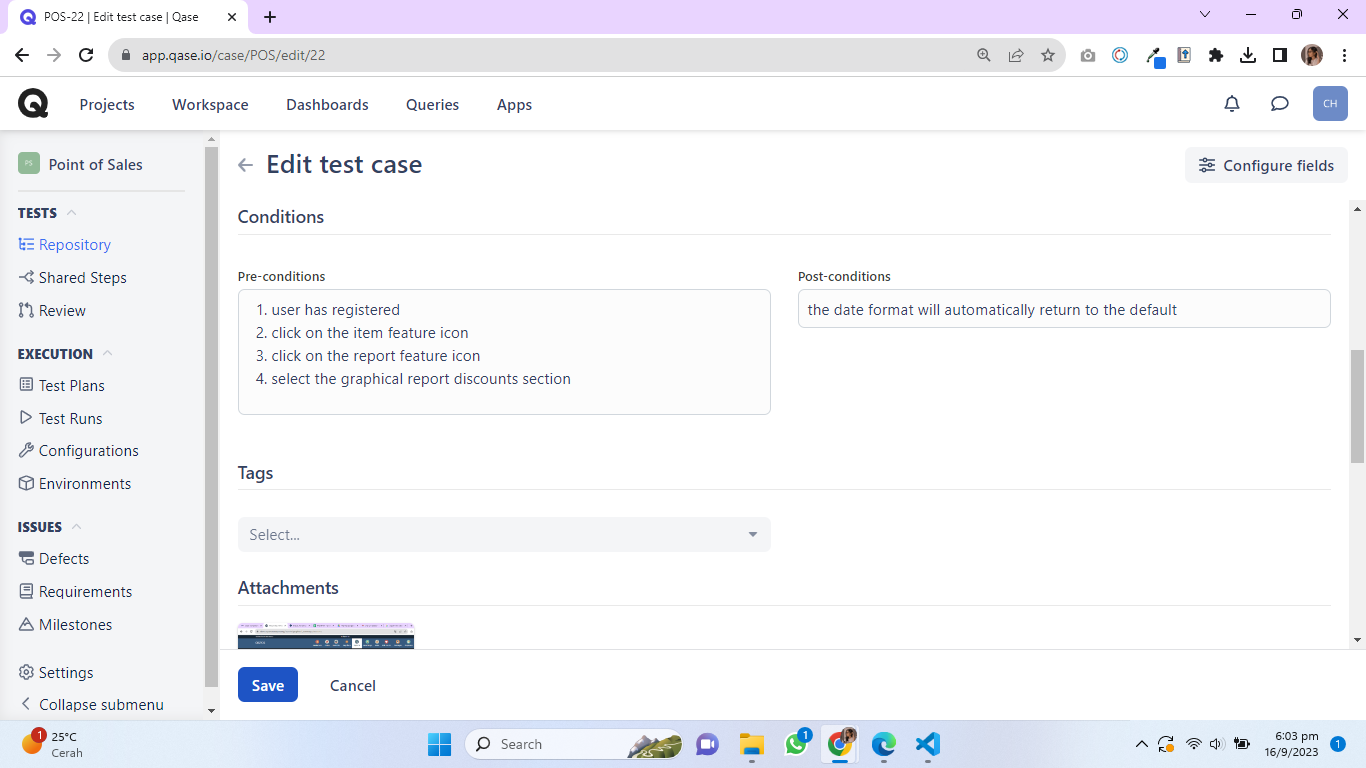 POS-22 | Edit test case | Qase
app.qase.io/case/POS/edit/22
Projects
Workspace
Dashboards
Queries
Apps
CH
PS
Point of Sales
TESTS
Repository
Shared Steps
Review
EXECUTION
Test Plans
Test Runs
Configurations
Environments
ISSUES
Defects
Requirements
Milestones
Settings
Collapse submenu
Edit test case
Configure fields
Conditions
Pre-conditions
1. user has registered
2. click on the item feature icon
3. click on the report feature icon
4. select the graphical report discounts section
Post-conditions
the date format will automatically return to the default
Tags
Select...
Attachments
Save
Cancel
1
25°C
Cerah
Search
1
6:03 pm
16/9/2023
1